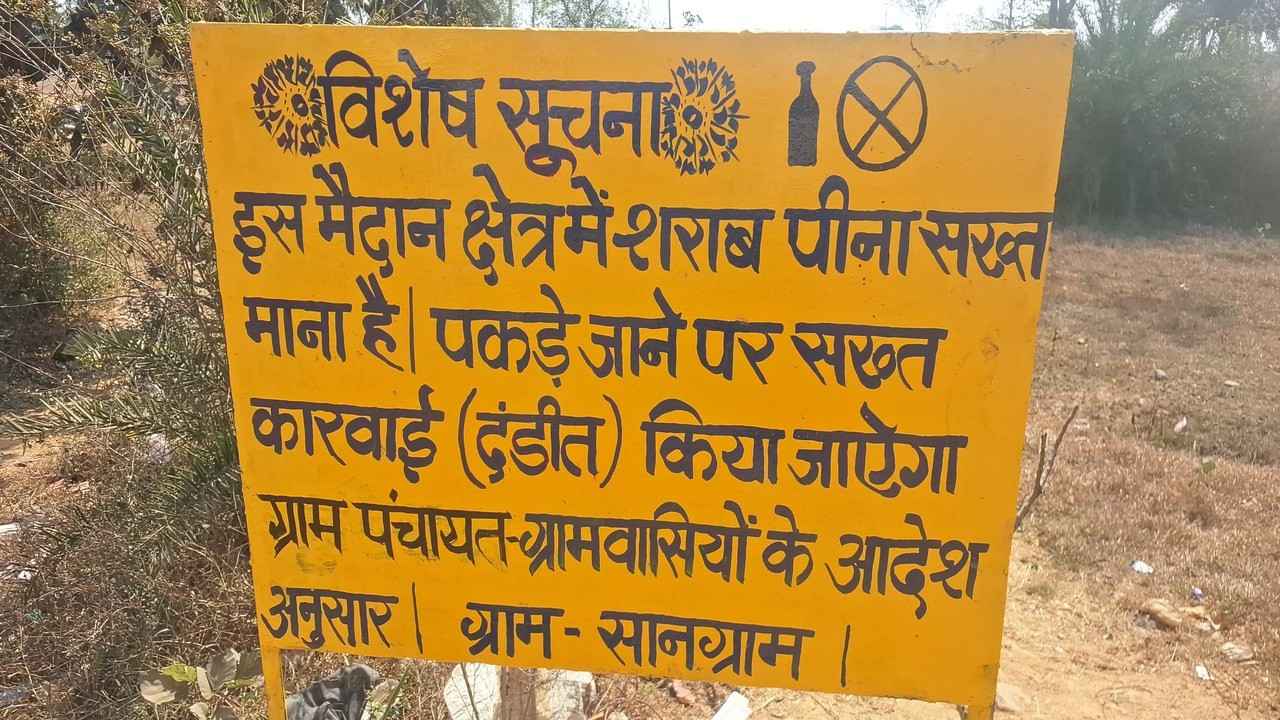 विशेष सूचना
इस मैदान क्षेत्र में शराब पीना सख्त
माना है। पकड़े जाने पर सख्त
कारवाई (दंडीत) किया जाऐगा
ग्राम पंचायत-ग्रामवासियों के आदेश
अनुसार। ग्राम - सानग्राम।